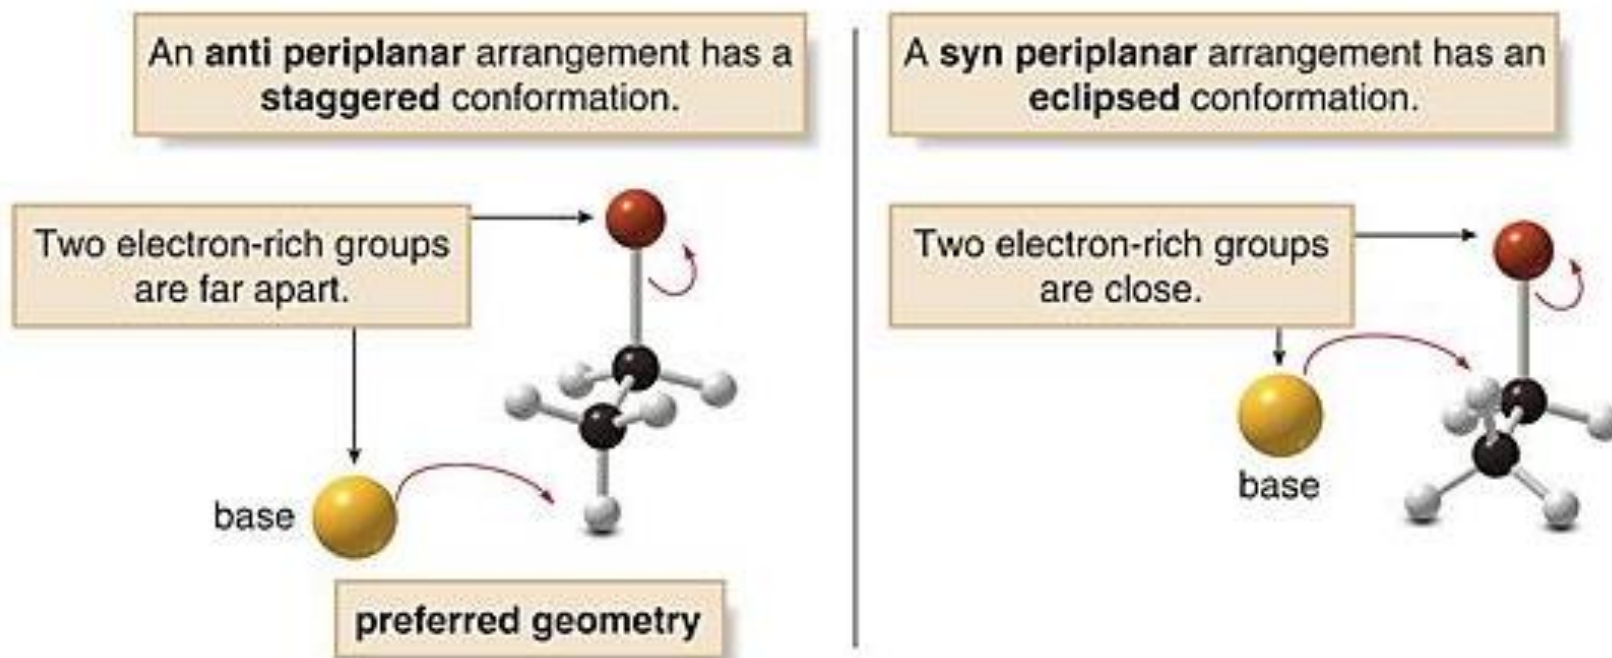 An anti periplanar arrangement has a
staggered conformation.
Two electron-rich groups
are far apart.
base
preferred geometry
A syn periplanar arrangement has an
eclipsed conformation.
Two electron-rich groups
are close.
base